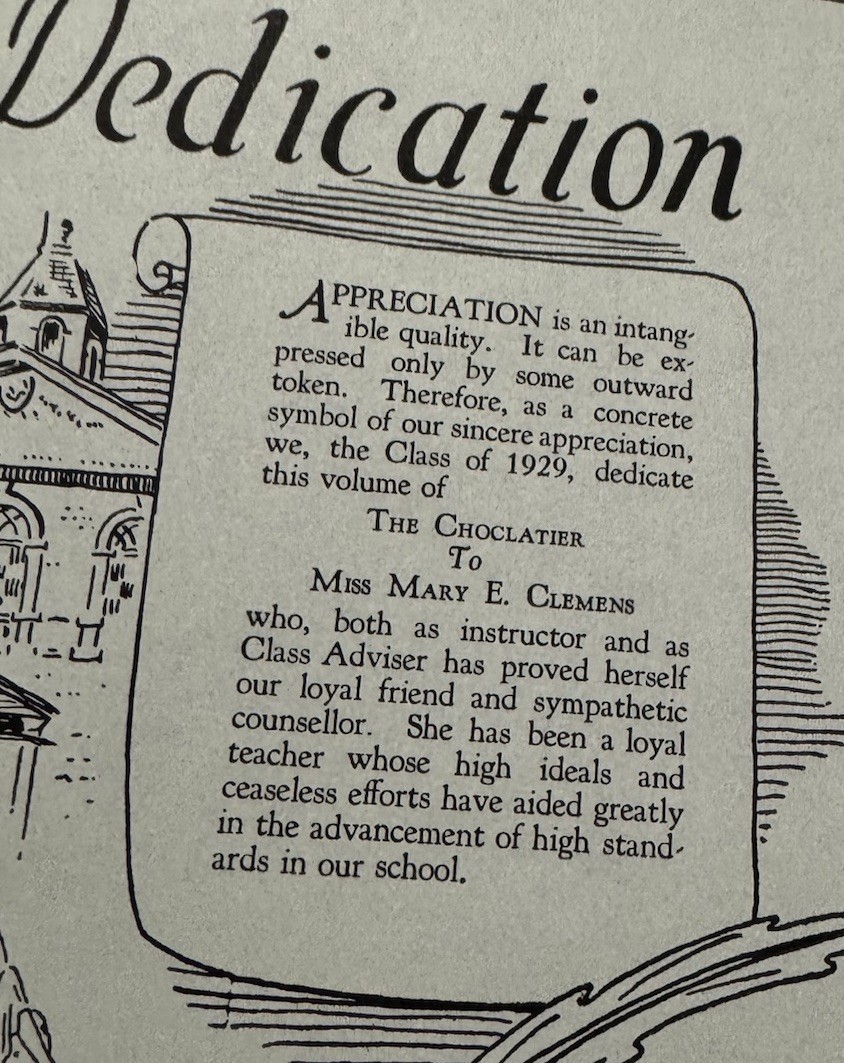 Dedication
APPRECIATION is an intang-
ible quality. It can be ex-
pressed only by some outward
token. Therefore, as a concrete
symbol of our sincere appreciation,
we, the Class of 1929, dedicate
this volume of
THE CHOCLATIER
To
MISS MARY E. CLEMENS
who, both as instructor and as
Class Adviser has proved herself
our loyal friend and sympathetic
counsellor. She has been a loyal
teacher whose high ideals and
ceaseless efforts have aided greatly
in the advancement of high stand-
ards in our school.